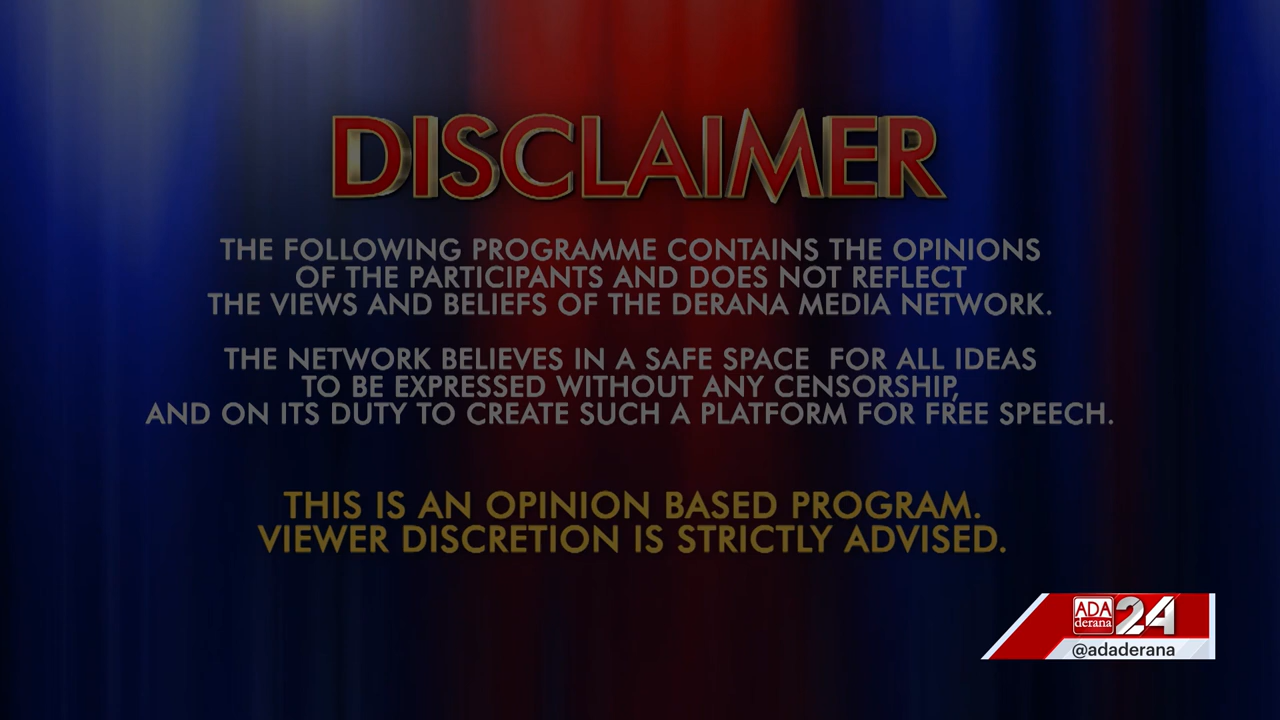 DISCLAIMER
THE FOLLOWING PROGRAMME CONTAINS THE OPINIONS
OF THE PARTICIPANTS AND DOES NOT REFLECT
THE VIEWS AND BELIEFS OF THE DERANA MEDIA NETWORK.
THE NETWORK BELIEVES IN A SAFE SPACE FOR ALL IDEAS
TO BE EXPRESSED WITHOUT ANY CENSORSHIP,
AND ON ITS DUTY TO CREATE SUCH A PLATFORM FOR FREE SPEECH.
THIS IS AN OPINION BASED PROGRAM.
VIEWER DISCRETION IS STRICTLY ADVISED.
ADA
derana
24
@adaderana